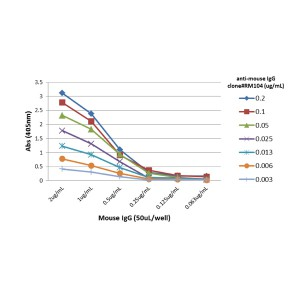 anti-mouse IgG
clone#RM104 (ug/mL)
3.5
3
2.5
2
1.5
1
0.5
0
Abs (405nm)
0.2
0.1
0.05
0.025
0.013
0.006
0.003
2ug/mL
1ug/mL
0.5ug/mL
0.25ug/mL
0.125ug/mL
0.063ug/mL
Mouse IgG (50uL/well)